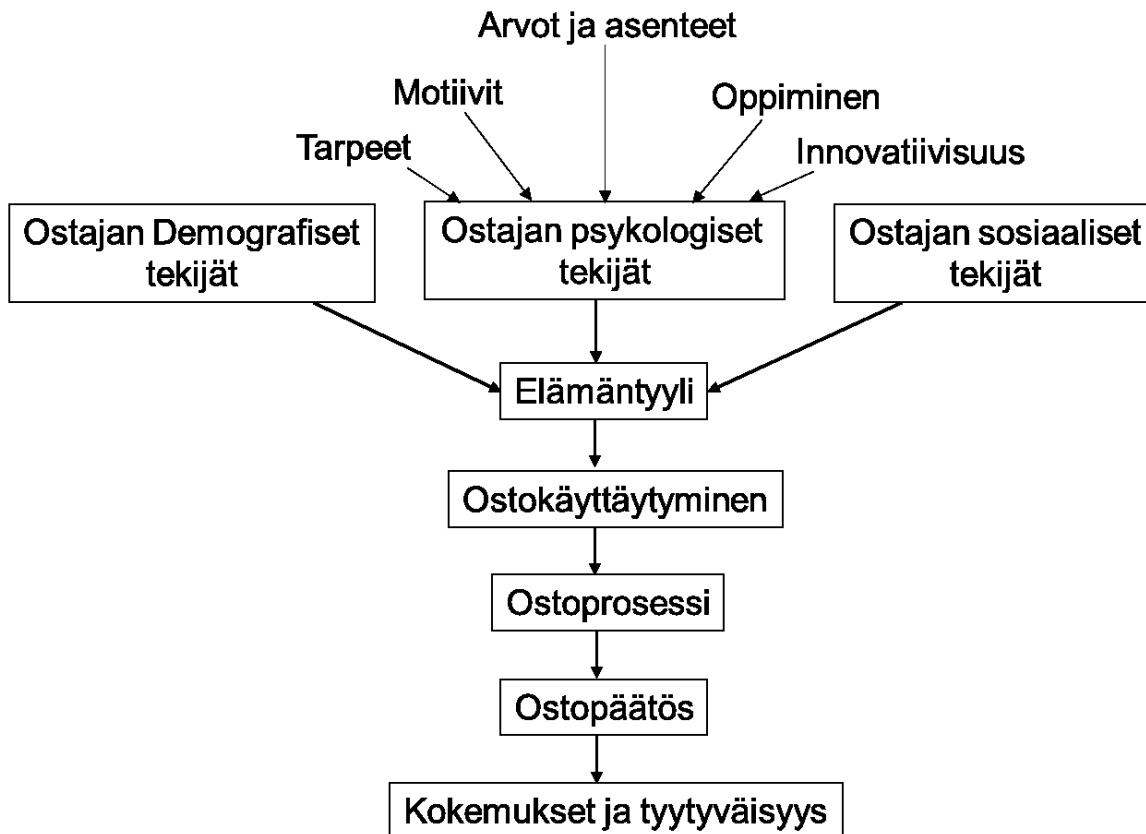 Arvot ja asenteet
Motiivit
Oppiminen
Tarpeet
Innovatiivisuus
Ostajan Demografiset
tekijät
Ostajan psykologiset
tekijät
Ostajan sosiaaliset
tekijät
Elämäntyyli
Ostokäyttäytyminen
Ostoprosessi
Ostopäätös
Kokemukset ja tyytyväisyys